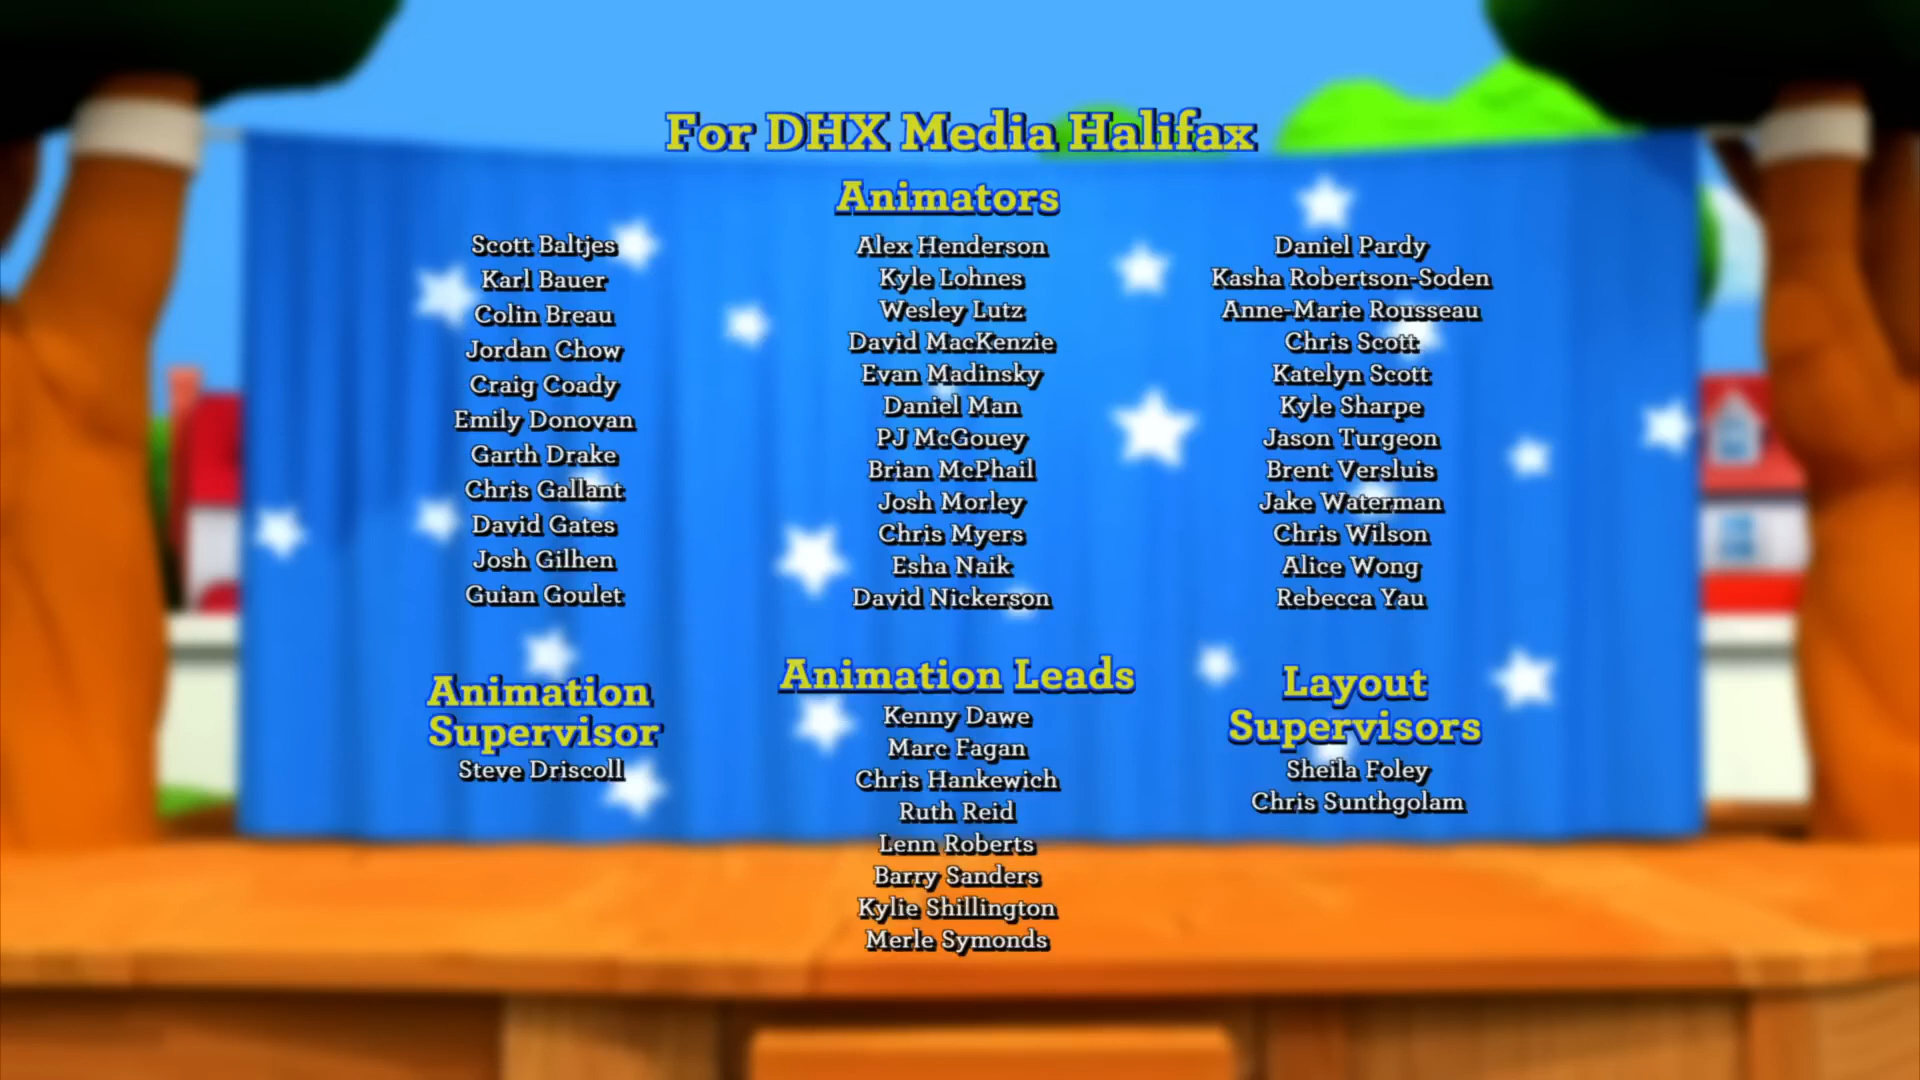 For DHX Media Halifax
Animators
Scott Baltjes
Karl Bauer
Colin Breau
Jordan Chow
Craig Coady
Emily Donovan
Garth Drake
Chris Gallant
David Gates
Josh Gilhen
Guian Goulet
Alex Henderson
Kyle Lohnes
Wesley Lutz
David MacKenzie
Evan Madinsky
Daniel Man
PJ McGouey
Brian McPhail
Josh Morley
Chris Myers
Esha Naik
David Nickerson
Daniel Pardy
Kasha Robertson-Soden
Anne-Marie Rousseau
Chris Scott
Katelyn Scott
Kyle Sharpe
Jason Turgeon
Brent Versluis
Jake Waterman
Chris Wilson
Alice Wong
Rebecca Yau
Animation
Supervisor
Steve Driscoll
Animation Leads
Kenny Dawe
Marc Fagan
Chris Hankewich
Ruth Reid
Lenn Roberts
Barry Sanders
Kylie Shillington
Merle Symonds
Layout
Supervisors
Sheila Foley
Chris Sunthgolam